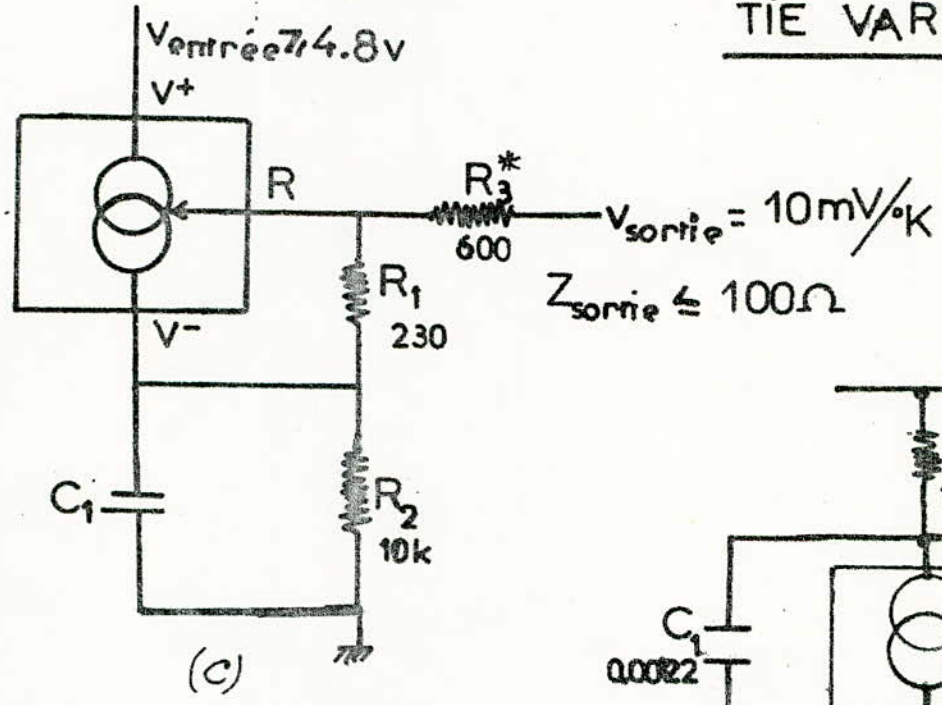 TIE VAR
Ventrée ⩾ 4.8v
V+
R
R3*
600
Vsortie = 10mV/°K
Zsortie ≤ 100Ω
R1
230
V-
C1
R2
10k
C1
0.0022
(C)